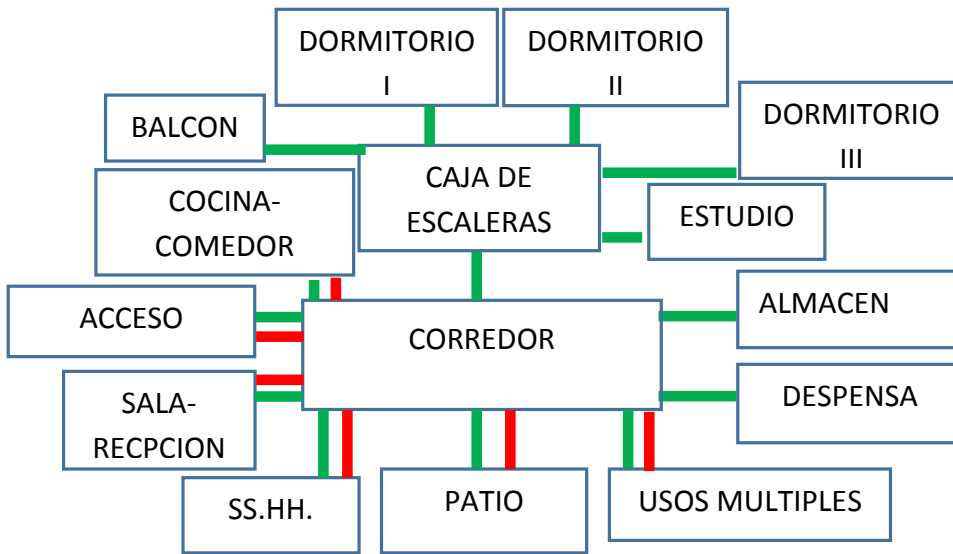 DORMITORIO
I
DORMITORIO
II
DORMITORIO
III
BALCON
CAJA DE
ESCALERAS
COCINA-
COMEDOR
ESTUDIO
ACCESO
CORREDOR
ALMACEN
SALA-
RECPCION
DESPENSA
SS.HH.
PATIO
USOS MULTIPLES